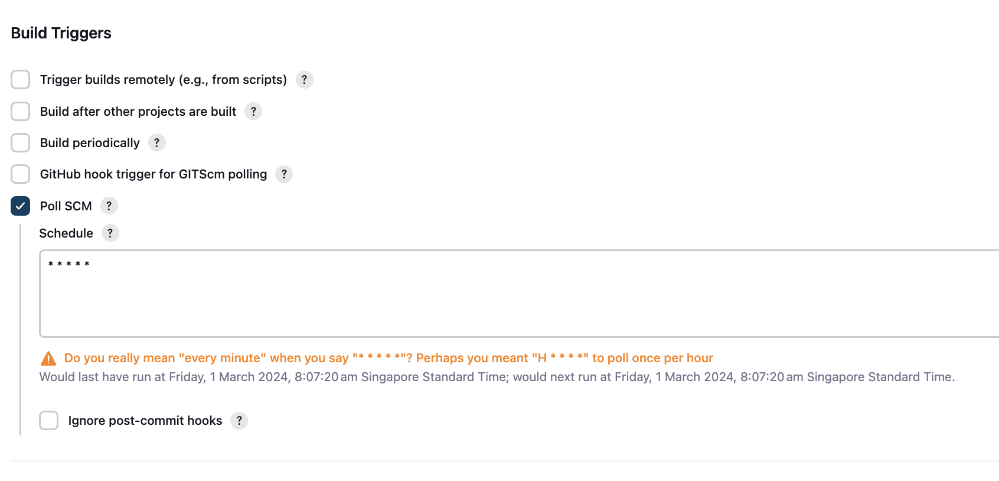 Build Triggers
Trigger builds remotely (e.g., from scripts) ?
Build after other projects are built ?
Build periodically ?
GitHub hook trigger for GITScm polling ?
Poll SCM ?
Schedule ?
* * * * *
Do you really mean "every minute" when you say "* * * * *"? Perhaps you meant "H * * * *" to poll once per hour
Would last have run at Friday, 1 March 2024, 8:07:20 am Singapore Standard Time; would next run at Friday, 1 March 2024, 8:07:20 am Singapore Standard Time.
Ignore post-commit hooks ?